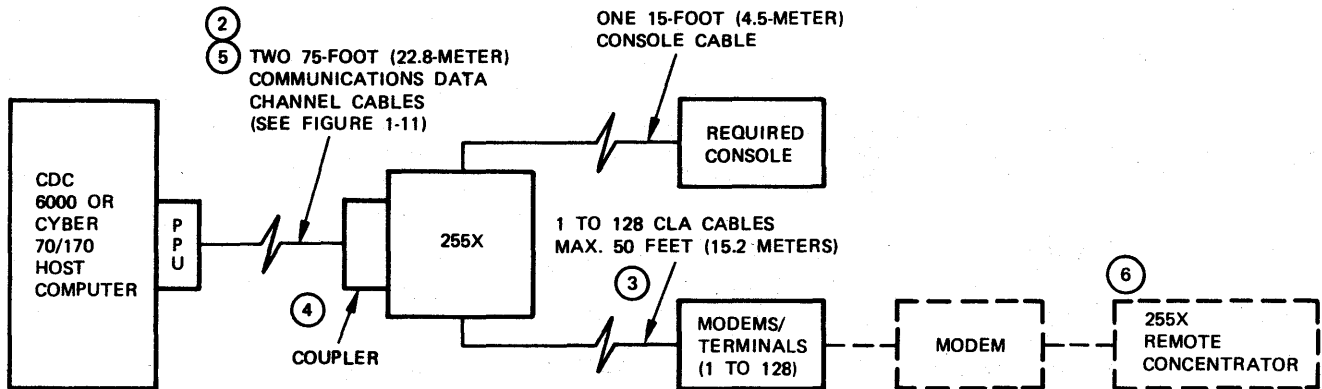 2
5 TWO 75-FOOT (22.8-METER)
COMMUNICATIONS DATA
CHANNEL CABLES
(SEE FIGURE 1-11)
ONE 15-FOOT (4.5-METER)
CONSOLE CABLE
CDC
6000 OR
CYBER
70/170
HOST
COMPUTER
P
P
U
4
COUPLER
255X
REQUIRED
CONSOLE
1 TO 128 CLA CABLES
MAX. 50 FEET (15.2 METERS)
3
MODEMS/
TERMINALS
(1 TO 128)
MODEM
6
255X
REMOTE
CONCENTRATOR